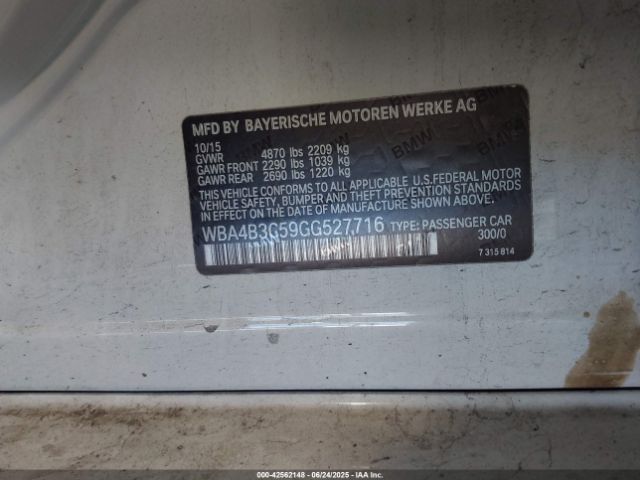 MFD BY BAYERISCHE MOTOREN WERKE AG
10/15
GVWR 4870 lbs 2209 kg
GAWR FRONT 2290 lbs 1039 kg
GAWR REAR 2690 lbs 1220 kg
THIS VEHICLE CONFORMS TO ALL APPLICABLE U.S.FEDERAL MOTOR
VEHICLE SAFETY, BUMPER, AND THEFT PREVENTION STANDARDS
IN EFFECT ON THE DATE OF MANUFACTURE SHOWN ABOVE.
WBA4B3C59GG527716 TYPE: PASSENGER CAR
300/0
7 315 814
000-42562148 - 06/24/2025 - IAAI.COM